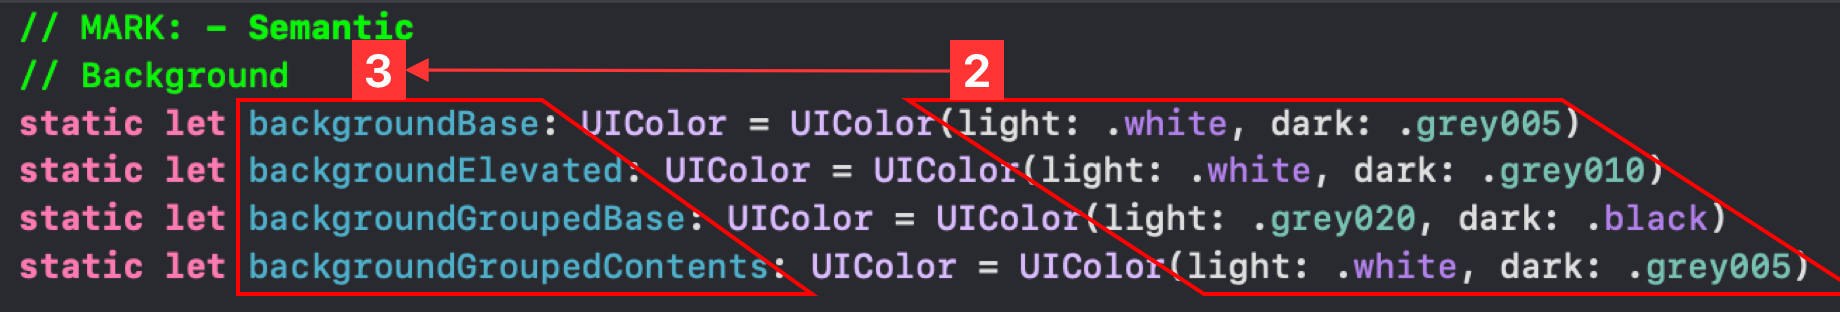 // MARK: - Semantic
// Background
3
2
static let backgroundBase: UIColor = UIColor(light: .white, dark: .grey005)
static let backgroundElevated: UIColor = UIColor(light: .white, dark: .grey010)
static let backgroundGroupedBase: UIColor = UIColor(light: .grey020, dark: .black)
static let backgroundGroupedContents: UIColor = UIColor(light: .white, dark: .grey005)